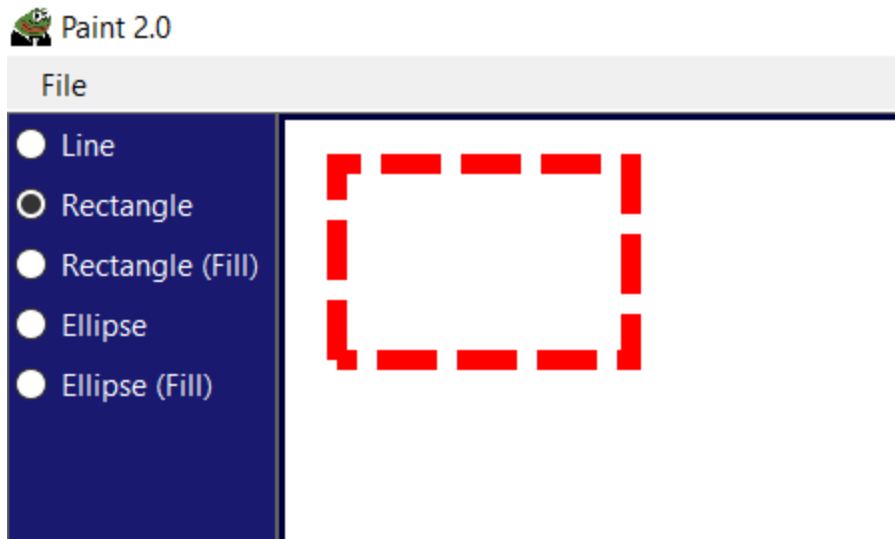 Paint 2.0
File
Line
Rectangle
Rectangle (Fill)
Ellipse
Ellipse (Fill)